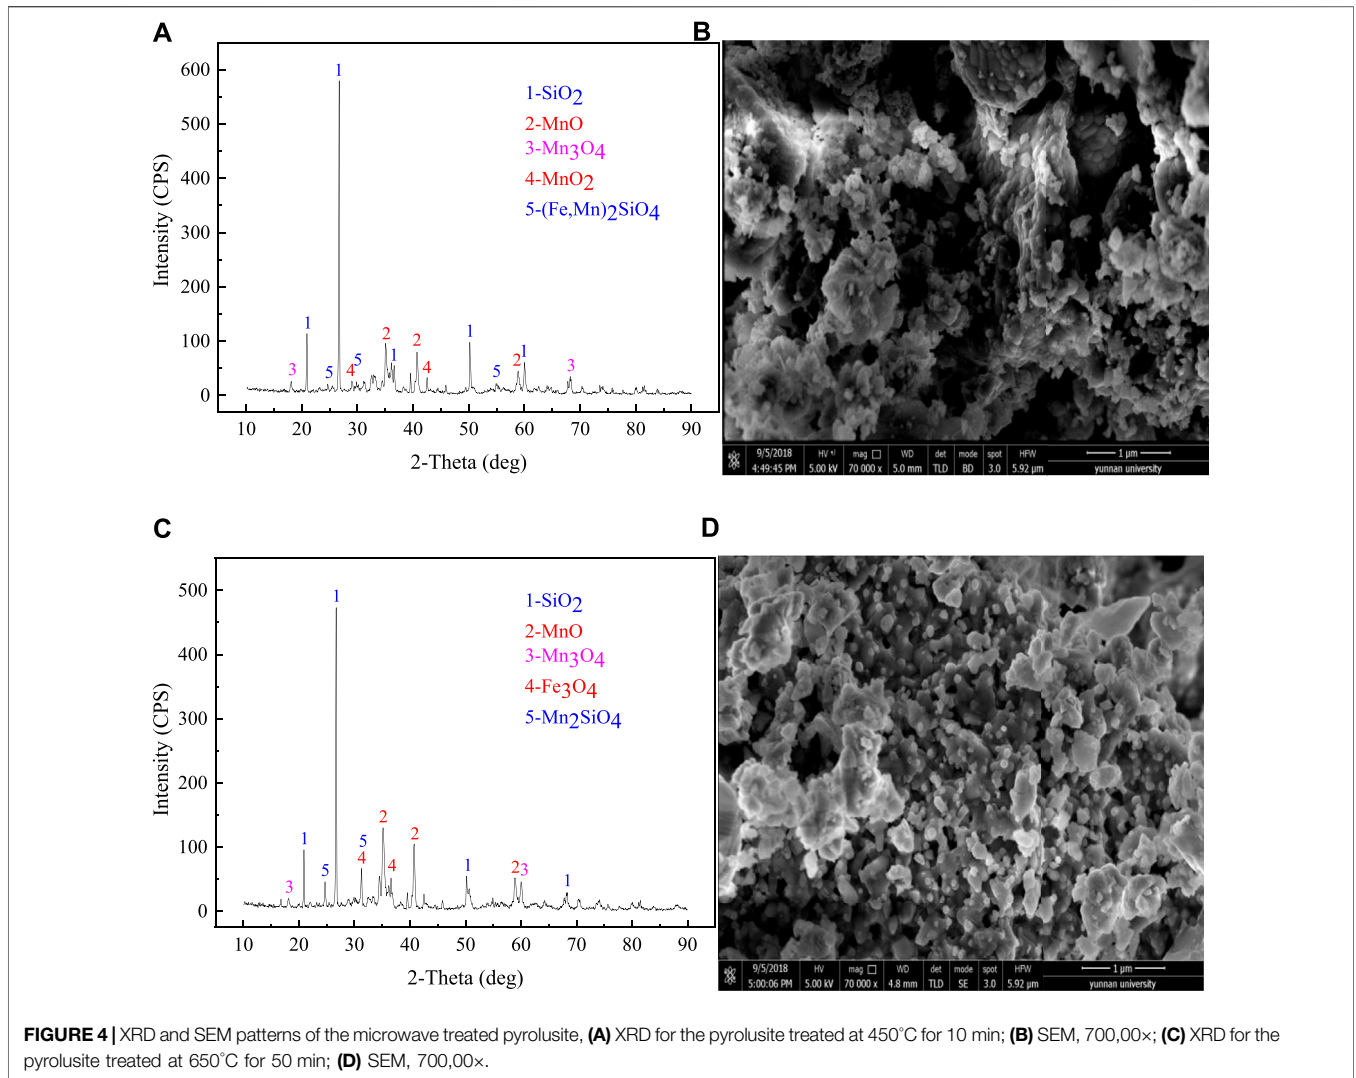 A
Intensity (CPS)
600
500
400
300
200
100
0
1
1-SiO2
2-MnO
3-Mn3O4
4-MnO2
5-(Fe,Mn)2SiO4
3
1
5
4
5
2
1
2
4
1
5
2
1
3
10 20 30 40 50 60 70 80 90
2-Theta (deg)
B
9/5/2018 HV mag WD det mode spot HFW 1 µm
4:49:45 PM 5.00 kV 70 000 x 5.0 mm TLD BD 3.0 5.92 µm yunnan university
C
Intensity (CPS)
500
400
300
200
100
0
1
1-SiO2
2-MnO
3-Mn3O4
4-Fe3O4
5-Mn2SiO4
3
1
5
5
4
2
4
2
1
2
3
1
10 20 30 40 50 60 70 80 90
2-Theta (deg)
D
9/5/2018 HV mag WD det mode spot HFW 1 µm
5:00:06 PM 5.00 kV 70 000 x 4.8 mm TLD SE 3.0 5.92 µm yunnan university
FIGURE 4 | XRD and SEM patterns of the microwave treated pyrolusite, (A) XRD for the pyrolusite treated at 450°C for 10 min; (B) SEM, 700,00×; (C) XRD for the
pyrolusite treated at 650°C for 50 min; (D) SEM, 700,00×.